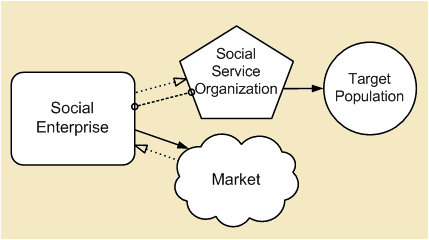 Social
Enterprise
Social
Service
Organization
Target
Population
Market